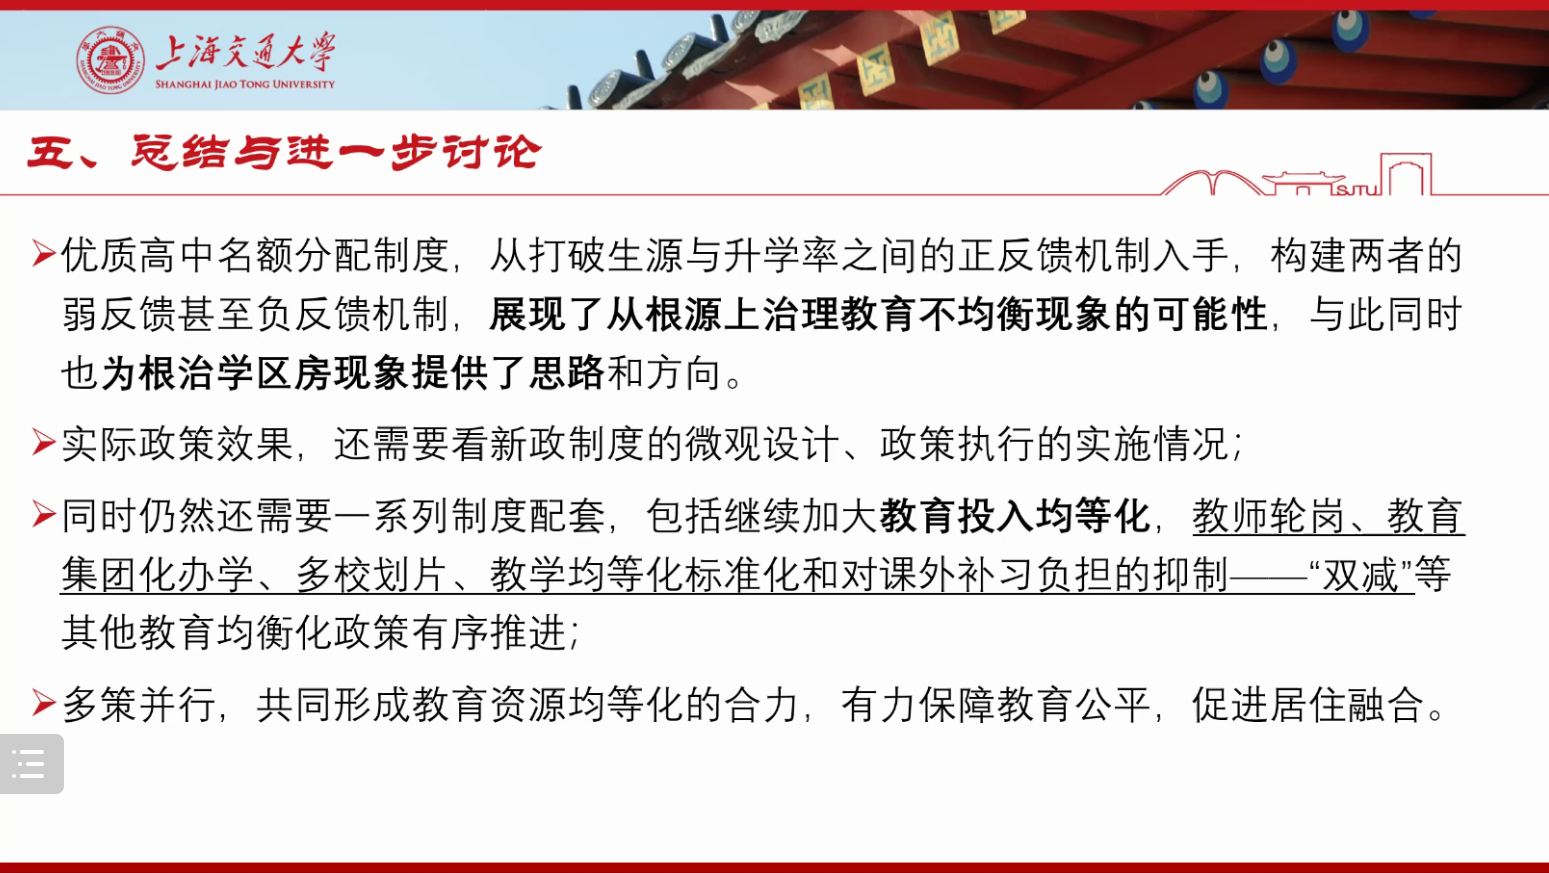 上海交通大学
SHANGHAI JIAO TONG UNIVERSITY
五、总结与进一步讨论
SJTU
优质高中名额分配制度，从打破生源与升学率之间的正反馈机制入手，构建两者的
弱反馈甚至负反馈机制，展现了从根源上治理教育不均衡现象的可能性，与此同时
也为根治学区房现象提供了思路和方向。
实际政策效果，还需要看新政制度的微观设计、政策执行的实施情况；
同时仍然还需要一系列制度配套，包括继续加大教育投入均等化，教师轮岗、教育
集团化办学、多校划片、教学均等化标准化和对课外补习负担的抑制——“双减”等
其他教育均衡化政策有序推进；
多策并行，共同形成教育资源均等化的合力，有力保障教育公平，促进居住融合。